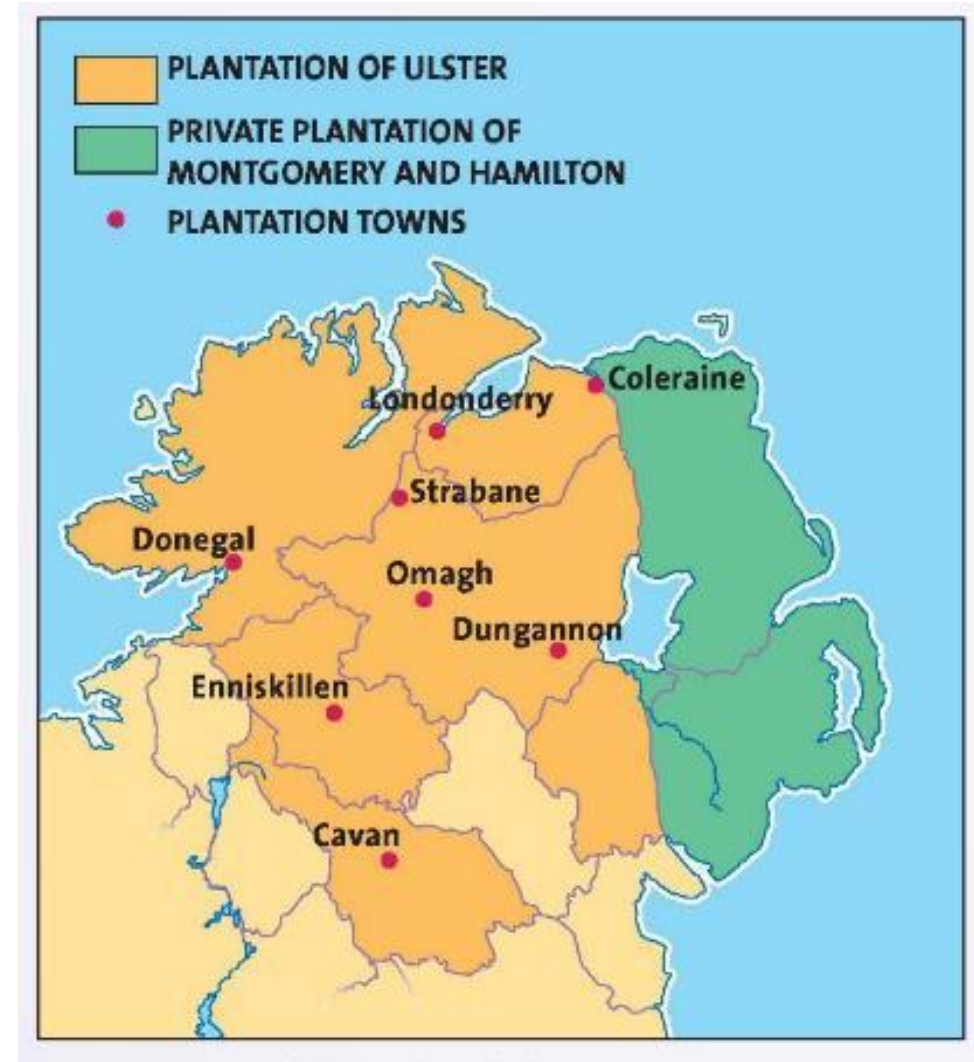 PLANTATION OF ULSTER
PRIVATE PLANTATION OF
MONTGOMERY AND HAMILTON
PLANTATION TOWNS
Coleraine
Londonderry
Strabane
Donegal
Omagh
Dungannon
Enniskillen
Cavan